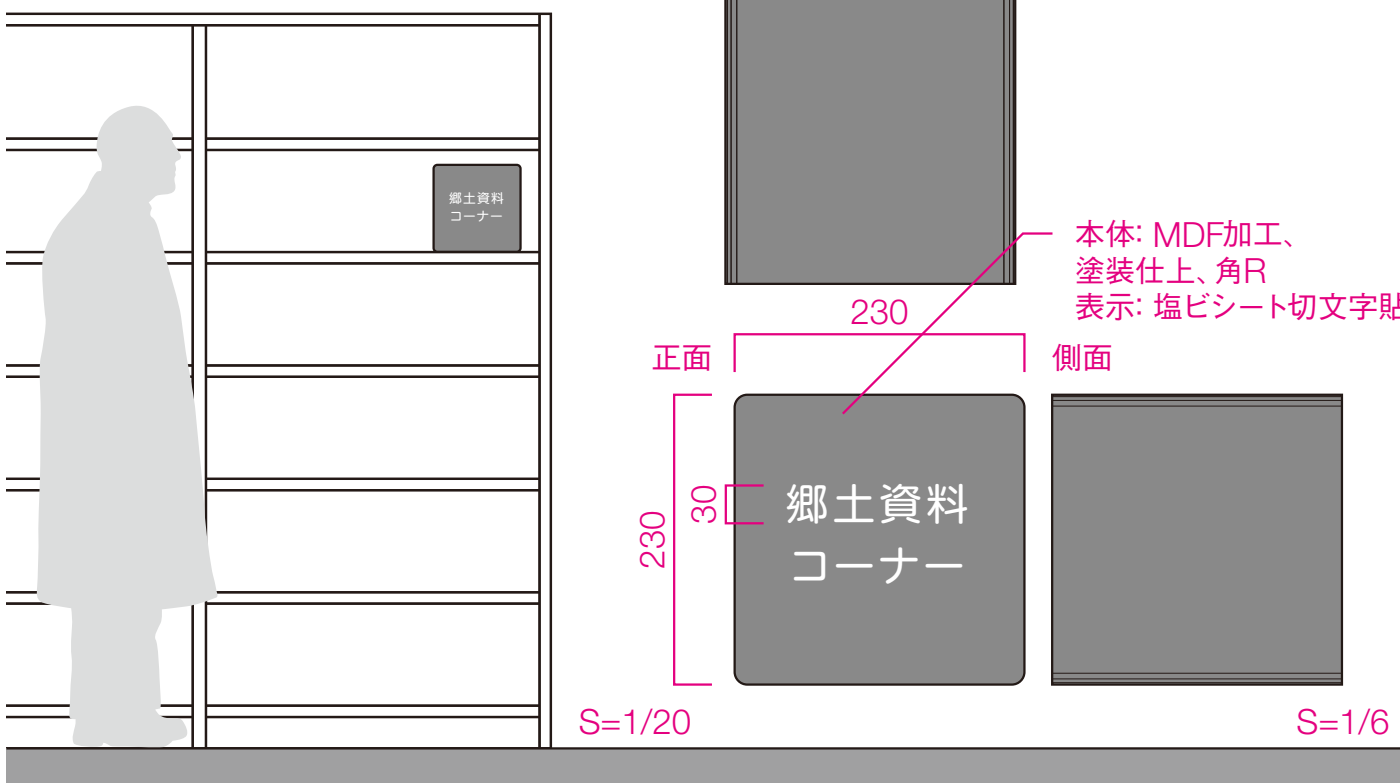 郷土資料
コーナー
本体: MDF加工、
塗装仕上、角R
表示: 塩ビシート切文字貼
230
正面
側面
230
30
郷土資料
コーナー
S=1/20
S=1/6